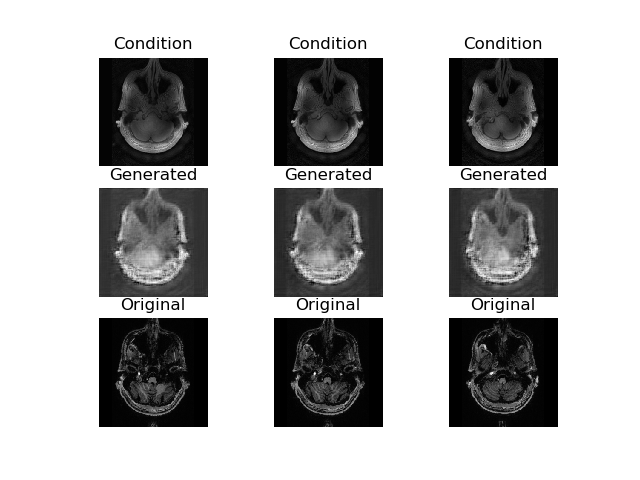 Condition Condition Condition
Generated Generated Generated
Original Original Original